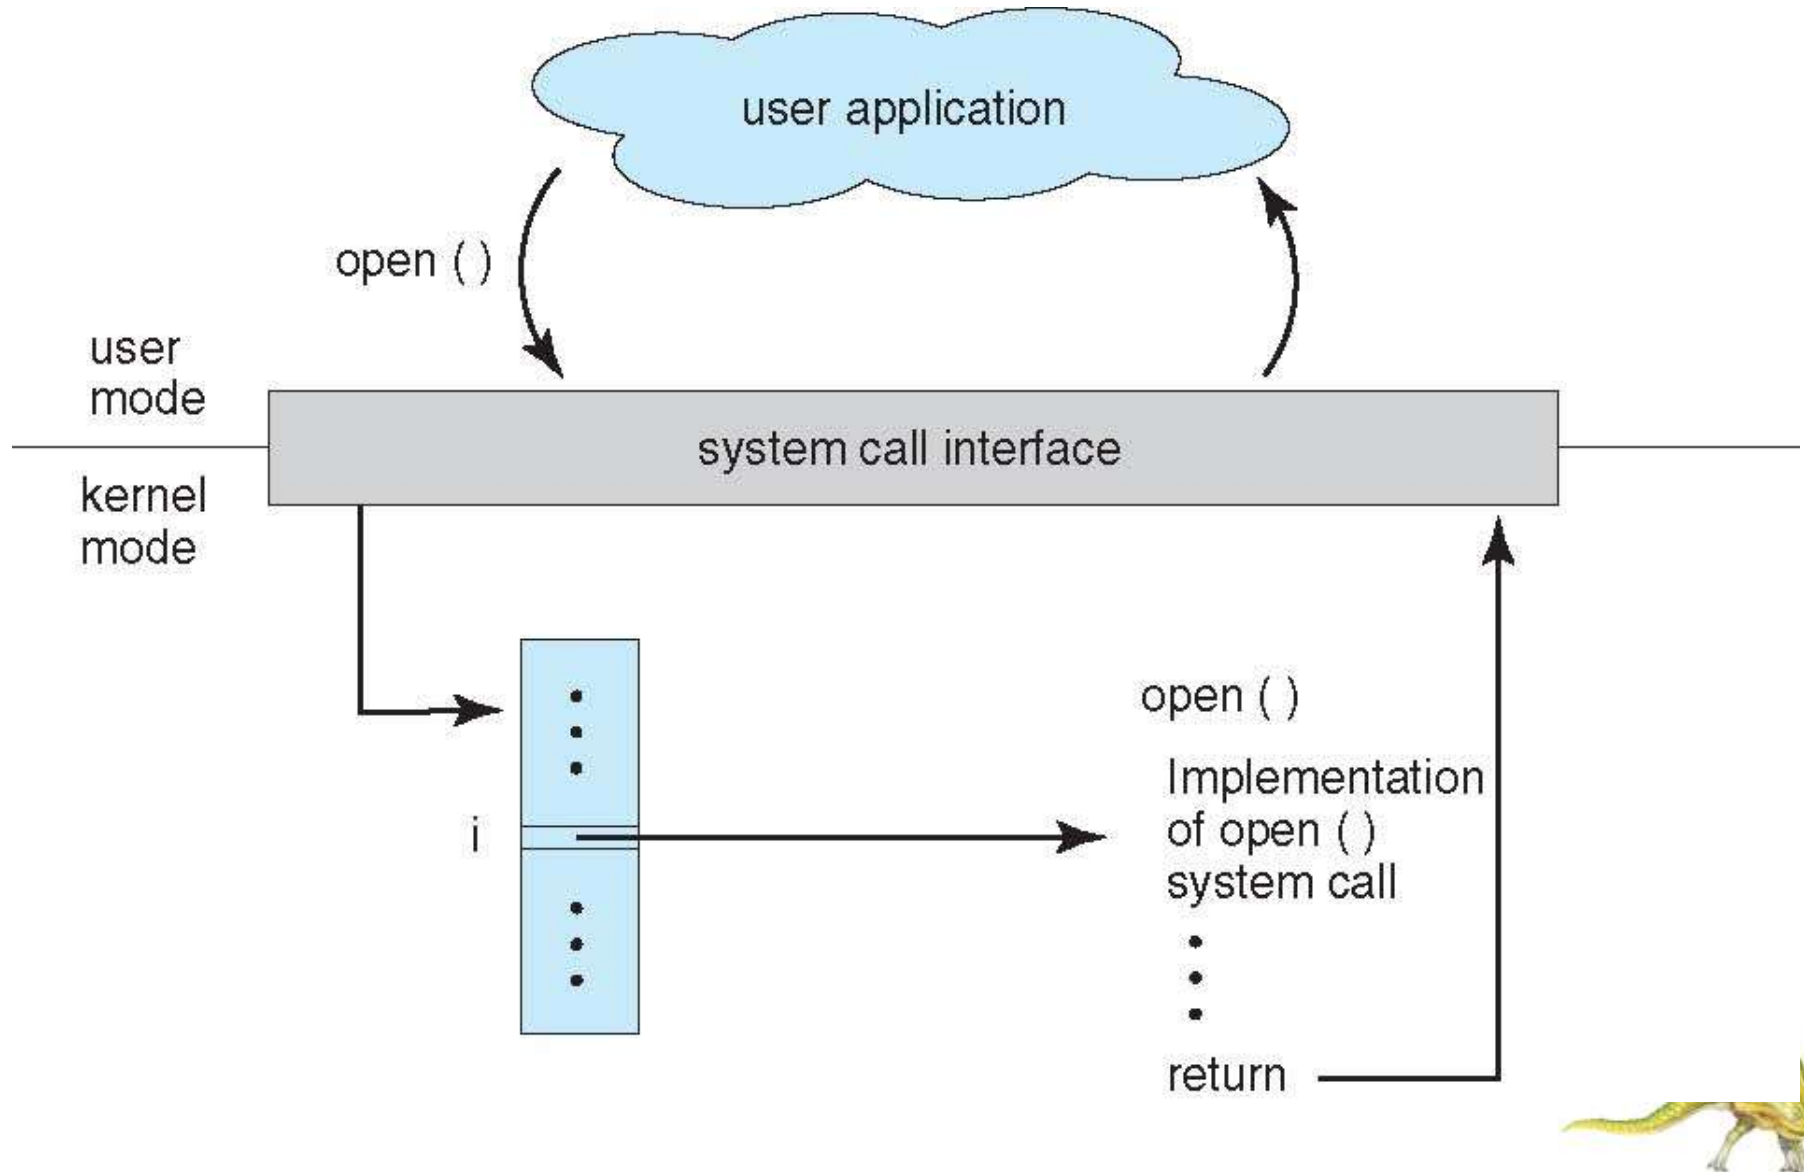 user application
open ( )
user
mode
system call interface
kernel
mode
open ( )
Implementation
i
of open ( )
system call
return